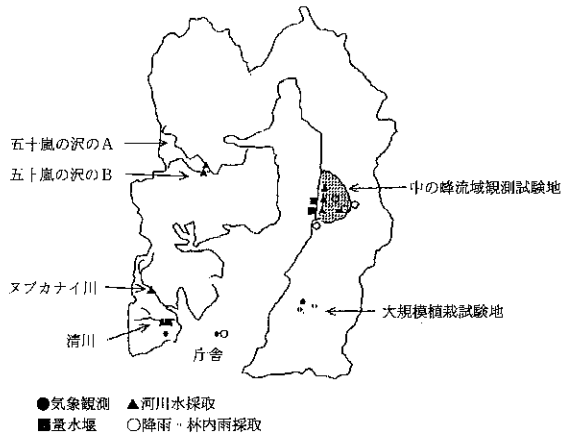 五十嵐の沢のA
五十嵐の沢のB
中の峰流域観測試験地
ヌブカナイ川
大規模植栽試験地
清川
庁舎
●気象観測 ▲河川水採取
■量水堰 ○降雨・林内雨採取